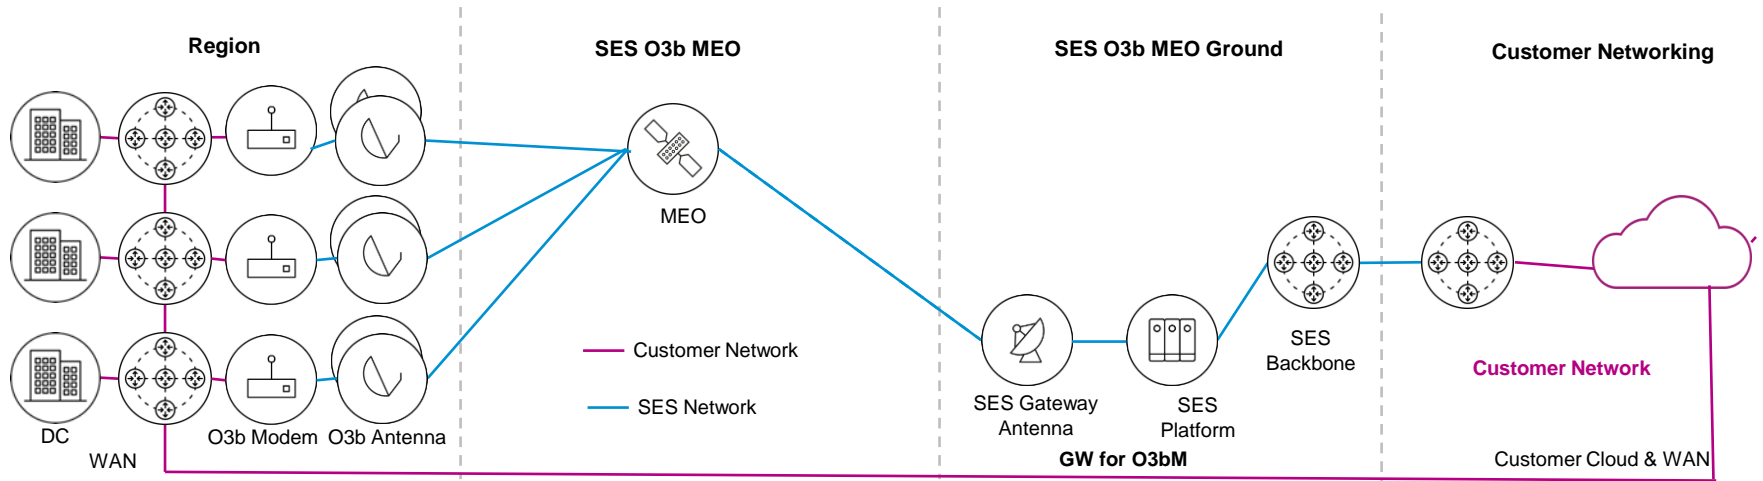 Region
SES O3b MEO
SES O3b MEO Ground
Customer Networking
MEO
Customer Network
SES Network
SES
Backbone
Customer Network
DC
O3b Modem
O3b Antenna
SES Gateway
Antenna
SES
Platform
WAN
GW for O3bM
Customer Cloud & WAN